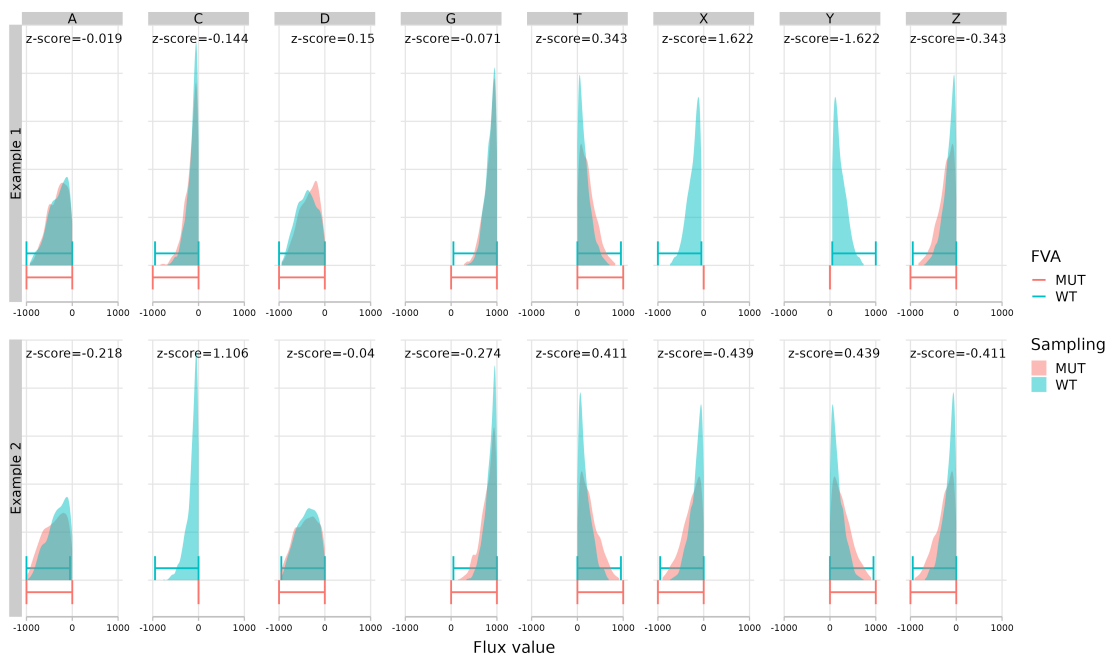 A C D G T X Y Z
Example 1
z-score=-0.019 z-score=-0.144 z-score=0.15 z-score=-0.071 z-score=0.343 z-score=1.622 z-score=-1.622 z-score=-0.343
-1000 0 1000 -1000 0 1000 -1000 0 1000 -1000 0 1000 -1000 0 1000 -1000 0 1000 -1000 0 1000 -1000 0 1000
Example 2
z-score=-0.218 z-score=1.106 z-score=-0.04 z-score=-0.274 z-score=0.411 z-score=-0.439 z-score=0.439 z-score=-0.411
-1000 0 1000 -1000 0 1000 -1000 0 1000 -1000 0 1000 -1000 0 1000 -1000 0 1000 -1000 0 1000 -1000 0 1000
Flux value
FVA
MUT
WT
Sampling
MUT
WT